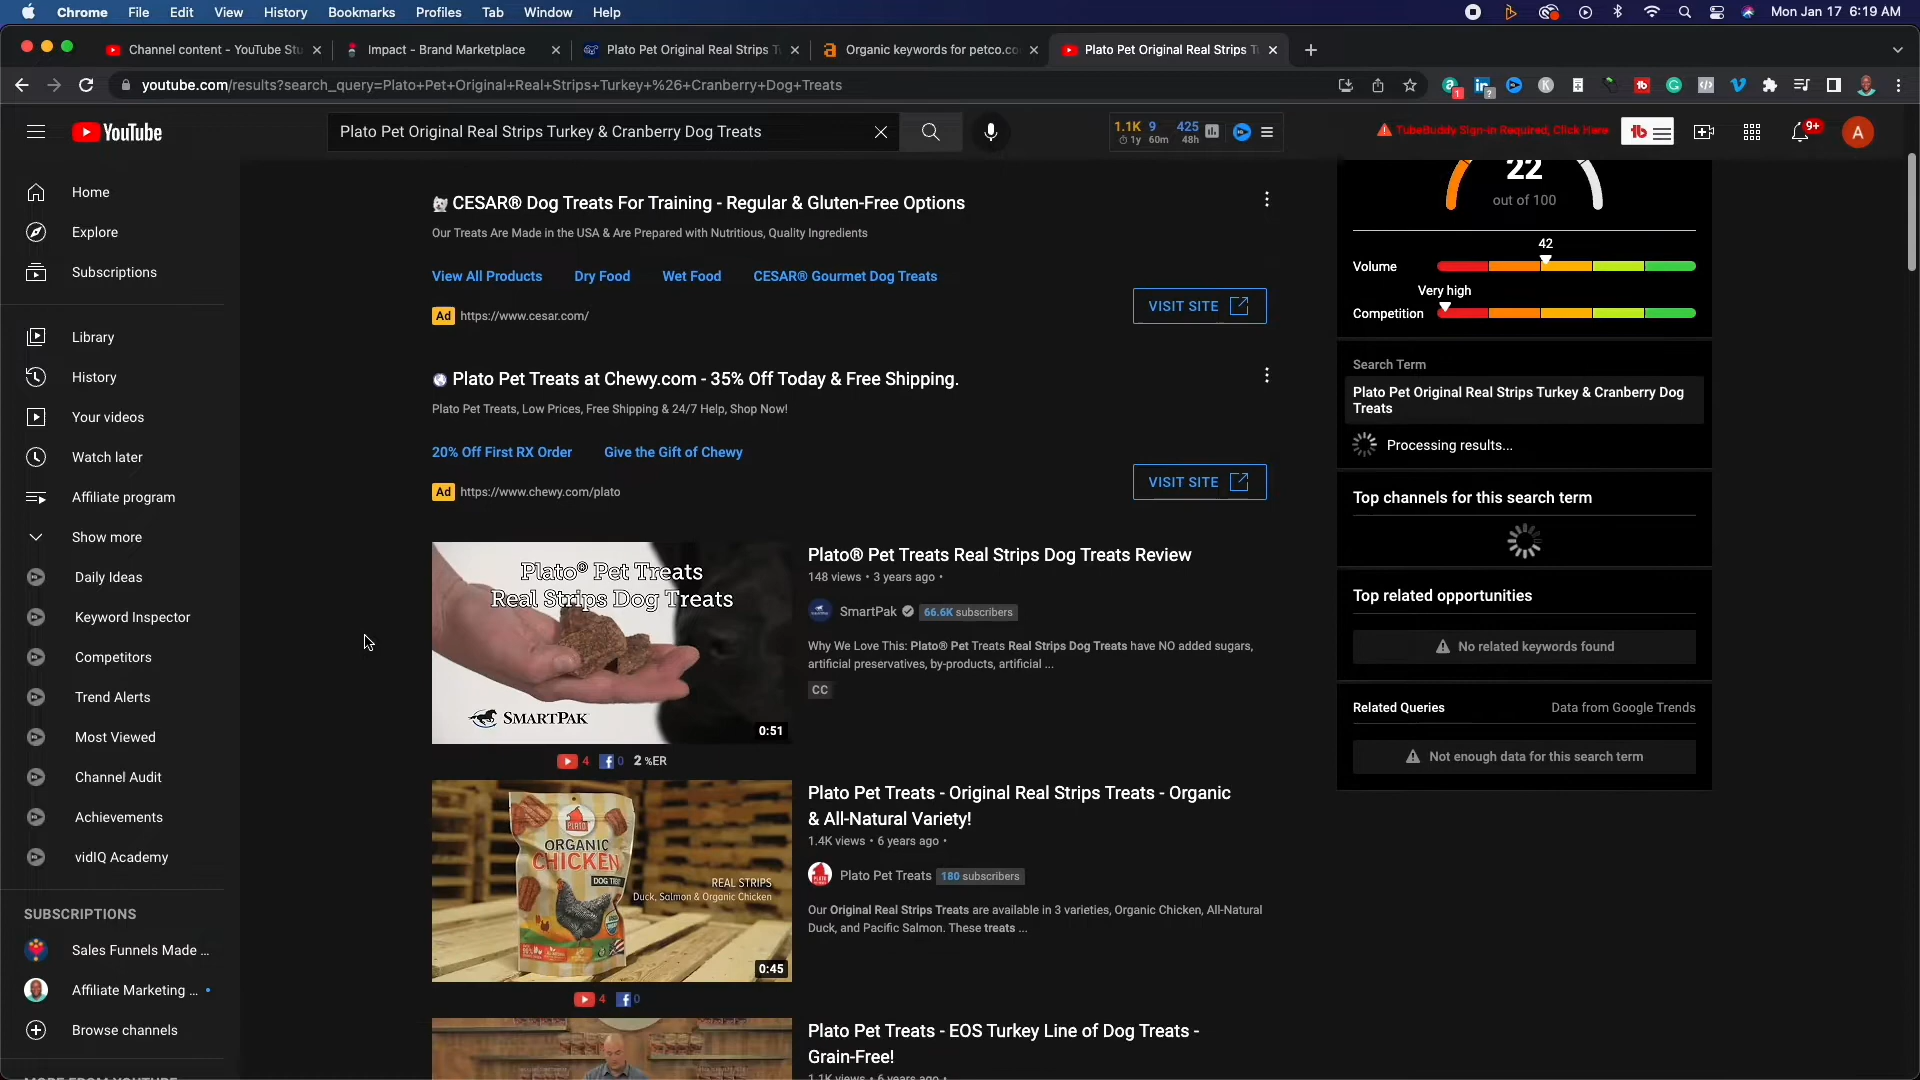 Chrome File Edit View History Bookmarks Profiles Tab Window Help
Mon Jan 17 6:19 AM
Channel content - YouTube Stu
Impact - Brand Marketplace
Plato Pet Original Real Strips T
Organic keywords for petco.co
Plato Pet Original Real Strips T
youtube.com/results?search_query=Plato+Pet+Original+Real+Strips+Turkey+%26+Cranberry+Dog+Treats
YouTube
Plato Pet Original Real Strips Turkey & Cranberry Dog Treats
1.1K 9 425
1y 60m 48h
TubeBuddy Sign-in Required, Click Here
9+
A
Home
Explore
Subscriptions
Library
History
Your videos
Watch later
Affiliate program
Show more
Daily Ideas
Keyword Inspector
Competitors
Trend Alerts
Most Viewed
Channel Audit
Achievements
vidIQ Academy
SUBSCRIPTIONS
Sales Funnels Made ...
Affiliate Marketing ...
Browse channels
CESAR® Dog Treats For Training - Regular & Gluten-Free Options
Our Treats Are Made in the USA & Are Prepared with Nutritious, Quality Ingredients
View All Products Dry Food Wet Food CESAR® Gourmet Dog Treats
Ad https://www.cesar.com/
VISIT SITE
Plato Pet Treats at Chewy.com - 35% Off Today & Free Shipping.
Plato Pet Treats, Low Prices, Free Shipping & 24/7 Help, Shop Now!
20% Off First RX Order Give the Gift of Chewy
Ad https://www.chewy.com/plato
VISIT SITE
Plato® Pet Treats
Real Strips Dog Treats
SMARTPAK
0:51
4 0 2 %ER
Plato® Pet Treats Real Strips Dog Treats Review
148 views • 3 years ago •
SmartPak 66.6K subscribers
Why We Love This: Plato® Pet Treats Real Strips Dog Treats have NO added sugars,
artificial preservatives, by-products, artificial ...
CC
PLATO
ORGANIC
CHICKEN
REAL STRIPS
Duck, Salmon & Organic Chicken
0:45
4 0
Plato Pet Treats - Original Real Strips Treats - Organic
& All-Natural Variety!
1.4K views • 6 years ago •
Plato Pet Treats 180 subscribers
Our Original Real Strips Treats are available in 3 varieties, Organic Chicken, All-Natural
Duck, and Pacific Salmon. These treats ...
Plato Pet Treats - EOS Turkey Line of Dog Treats -
Grain-Free!
1.1K views • 6 years ago •
22
out of 100
42
Volume
Very high
Competition
Search Term
Plato Pet Original Real Strips Turkey & Cranberry Dog
Treats
Processing results...
Top channels for this search term
Top related opportunities
No related keywords found
Related Queries Data from Google Trends
Not enough data for this search term